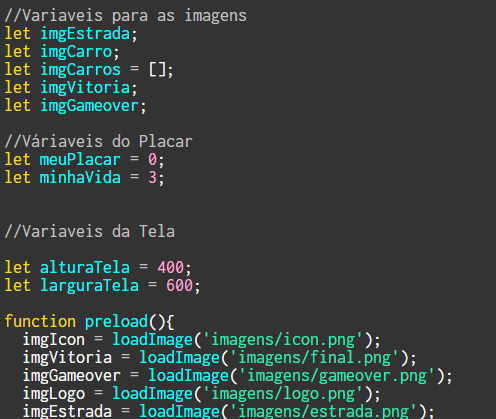 //Variaveis para as imagens
let imgEstrada;
let imgCarro;
let imgCarros = [];
let imgVitoria;
let imgGameover;

//Váriaveis do Placar
let meuPlacar = 0;
let minhaVida = 3;

//Variaveis da Tela

let alturaTela = 400;
let larguraTela = 600;

function preload(){
  imgIcon = loadImage('imagens/icon.png');
  imgVitoria = loadImage('imagens/final.png');
  imgGameover = loadImage('imagens/gameover.png');
  imgLogo = loadImage('imagens/logo.png');
  imgEstrada = loadImage('imagens/estrada.png');